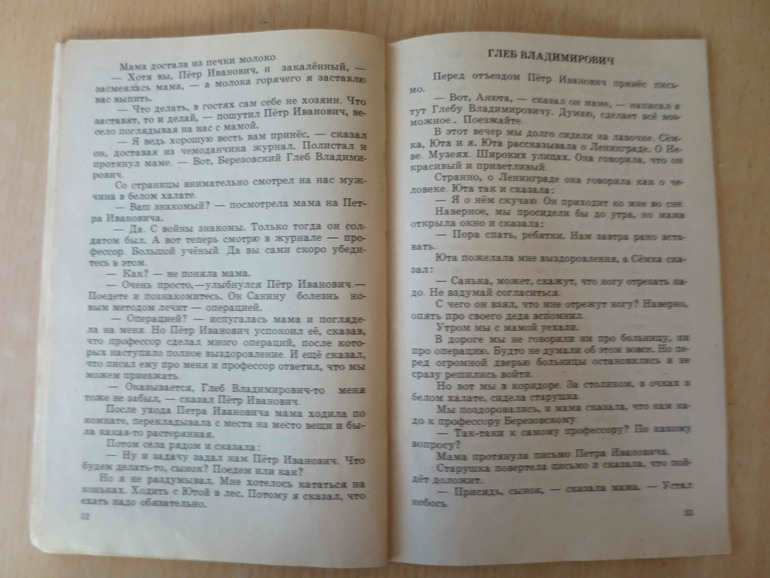 Мама достала из печки молоко.
— Хотя вы, Пётр Иванович, и закалённый, —
засмеялась мама, — а молока горячего я заставлю
вас выпить.
— Что делать, в гостях сам себе не хозяин. Что
заставят, то и делай, — пошутил Пётр Иванович, ве-
село поглядывая на нас с мамой.
— Я ведь хорошую весть вам принёс, — сказал
он, доставая из чемоданчика журнал. Полистал и
протянул маме. — Вот, Березовский Глеб Владими-
рович.
Со страницы внимательно смотрел на нас муж-
чина в белом халате.
— Ваш знакомый? — посмотрела мама на Пет-
ра Ивановича.
— Да. С войны знакомы. Только тогда он сол-
датом был. А вот теперь смотрю в журнале — про-
фессор. Большой учёный. Да вы сами скоро убеди-
тесь в этом.
— Как? — не поняла мама.
— Очень просто,—улыбнулся Пётр Иванович.—
Поедете и познакомитесь. Он Санину болезнь но-
вым методом лечит — операцией.
— Операцией? — испугалась мама и погляде-
ла на меня. Но Пётр Иванович успокоил её, сказав,
что профессор сделал много операций, после кото-
рых наступило полное выздоровление. И ещё сказал,
что писал ему про меня и профессор ответил, что мы
можем приезжать.
— Оказывается, Глеб Владимирович-то меня
тоже не забыл, — сказал Пётр Иванович.
После ухода Петра Ивановича мама ходила по
комнате, перекладывала с места на место вещи и бы-
ла какая-то растерянная.
Потом села рядом и сказала:
— Ну и задачу задал нам Пётр Иванович. Что
будем делать-то, сынок? Поедем или как?
Но я не раздумывал. Мне хотелось кататься на
коньках. Ходить с Ютой в лес. Потому я сказал, что
ехать надо обязательно.
22
ГЛЕБ ВЛАДИМИРОВИЧ
Перед отъездом Пётр Иванович принёс пись-
мо.
— Вот, Анюта, — сказал он маме, — написал я
тут Глебу Владимировичу. Думаю, сделает всё воз-
можное... Поезжайте.
В этот вечер мы долго сидели на лавочке. Сём-
ка, Юта и я. Юта рассказывала о Ленинграде. О Не-
ве. Музеях. Широких улицах. Она говорила, что он
красивый и приветливый.
Странно, о Ленинграде она говорила как о че-
ловеке. Юта так и сказала:
— Я о нём скучаю. Он приходит ко мне во сне.
Наверное, мы просидели бы до утра, но мама
открыла окно и сказала:
— Пора спать, ребятки. Нам завтра рано вста-
вать.
Юта пожелала мне выздоровления, а Сёмка ска-
зал:
— Санька, может, скажут, что ногу отрезать на-
до. Не вздумай согласиться.
С чего он взял, что мне отрежут ногу? Наверно,
опять про своего деда вспомнил.
Утром мы с мамой уехали.
В дороге мы не говорили ни про больницу, ни
про операцию. Будто не думали об этом вовсе. Но пе-
ред огромной дверью больницы остановились и не
сразу решились войти.
Но вот мы в коридоре. За столиком, в очках и
белом халате, сидела старушка.
Мы поздоровались, и мама сказала, что нам на-
до к профессору Березовскому.
— Так-таки к самому профессору? По какому
вопросу?
Мама протянула письмо Петра Ивановича.
Старушка повертела письмо и сказала, что пой-
дёт доложит.
— Присядь, сынок, — сказала мама. — Устал
небось.
23